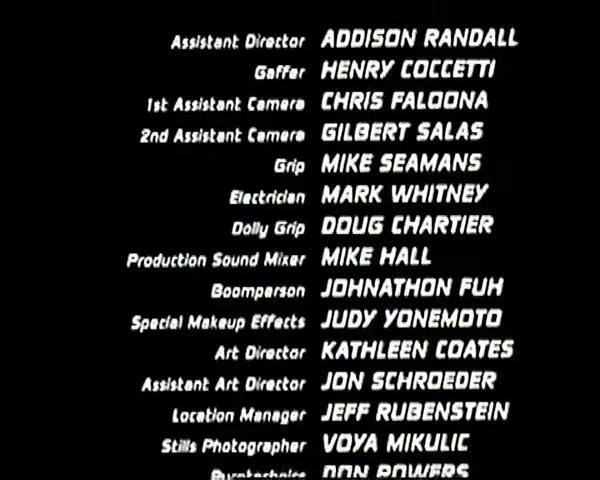 Assistant Director ADDISON RANDALL
Gaffer HENRY COCCETTI
1st Assistant Camera CHRIS FALOONA
2nd Assistant Camera GILBERT SALAS
Grip MIKE SEAMANS
Electrician MARK WHITNEY
Dolly Grip DOUG CHARTIER
Production Sound Mixer MIKE HALL
Boomperson JOHNATHON FUH
Special Makeup Effects JUDY YONEMOTO
Art Director KATHLEEN COATES
Assistant Art Director JON SCHROEDER
Location Manager JEFF RUBENSTEIN
Stills Photographer VOYA MIKULIC
Pyrotechnics DON POWERS